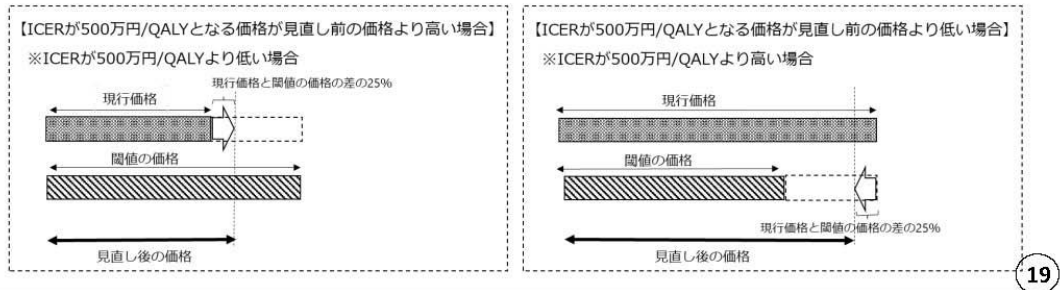 【ICERが500万円/QALYとなる価格が見直し前の価格より高い場合】
※ICERが500万円/QALYより低い場合
現行価格と閾値の価格の差の25%
現行価格
閾値の価格
見直し後の価格
【ICERが500万円/QALYとなる価格が見直し前の価格より低い場合】
※ICERが500万円/QALYより高い場合
現行価格
閾値の価格
現行価格と閾値の価格の差の25%
見直し後の価格
19